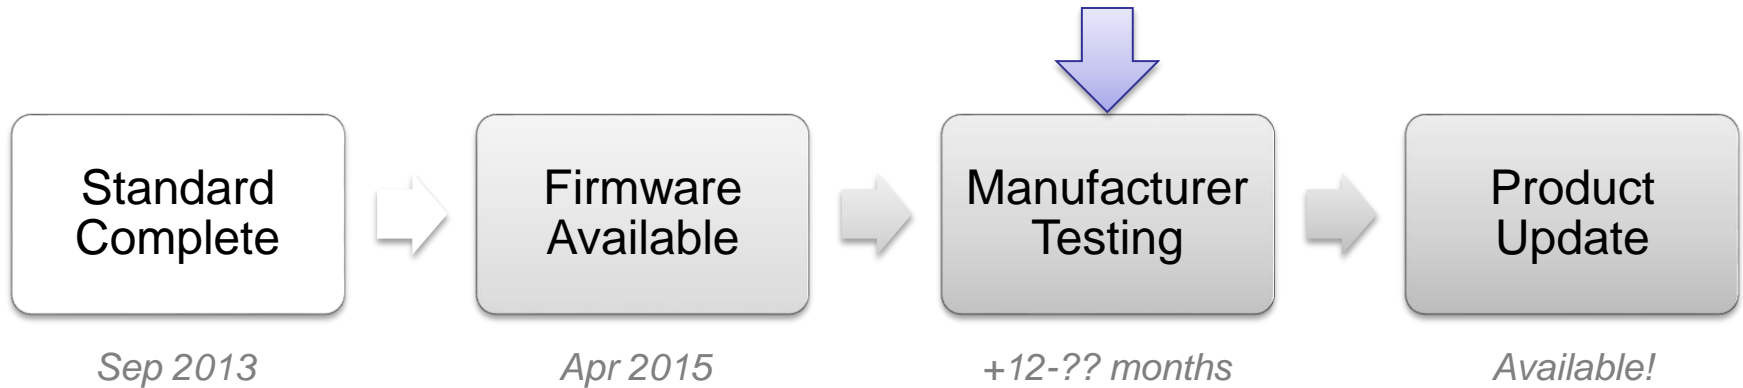 Standard
Complete
Firmware
Available
Manufacturer
Testing
Product
Update
Sep 2013
Apr 2015
+12-?? months
Available!